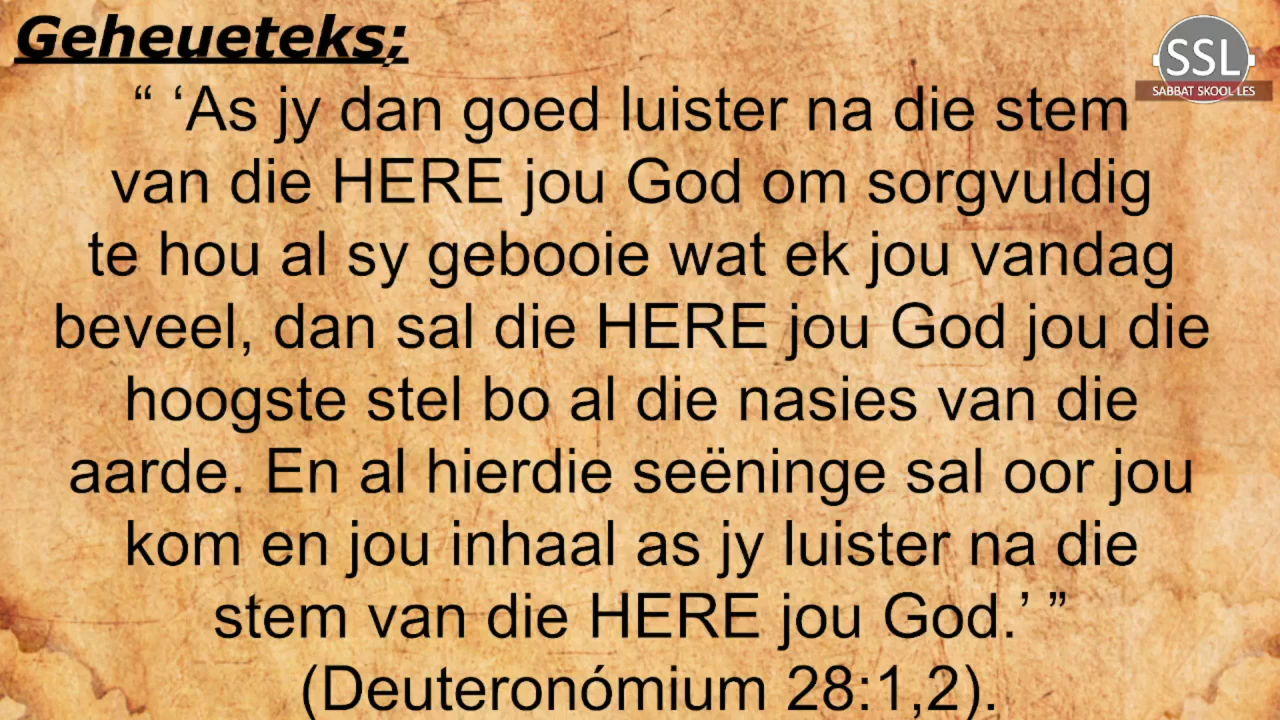 Geheueteks;
SSL
SABBAT SKOOL LES
“ ‘As jy dan goed luister na die stem
van die HERE jou God om sorgvuldig
te hou al sy gebooie wat ek jou vandag
beveel, dan sal die HERE jou God jou die
hoogste stel bo al die nasies van die
aarde. En al hierdie seëninge sal oor jou
kom en jou inhaal as jy luister na die
stem van die HERE jou God.’ ”
(Deuteronómium 28:1,2).